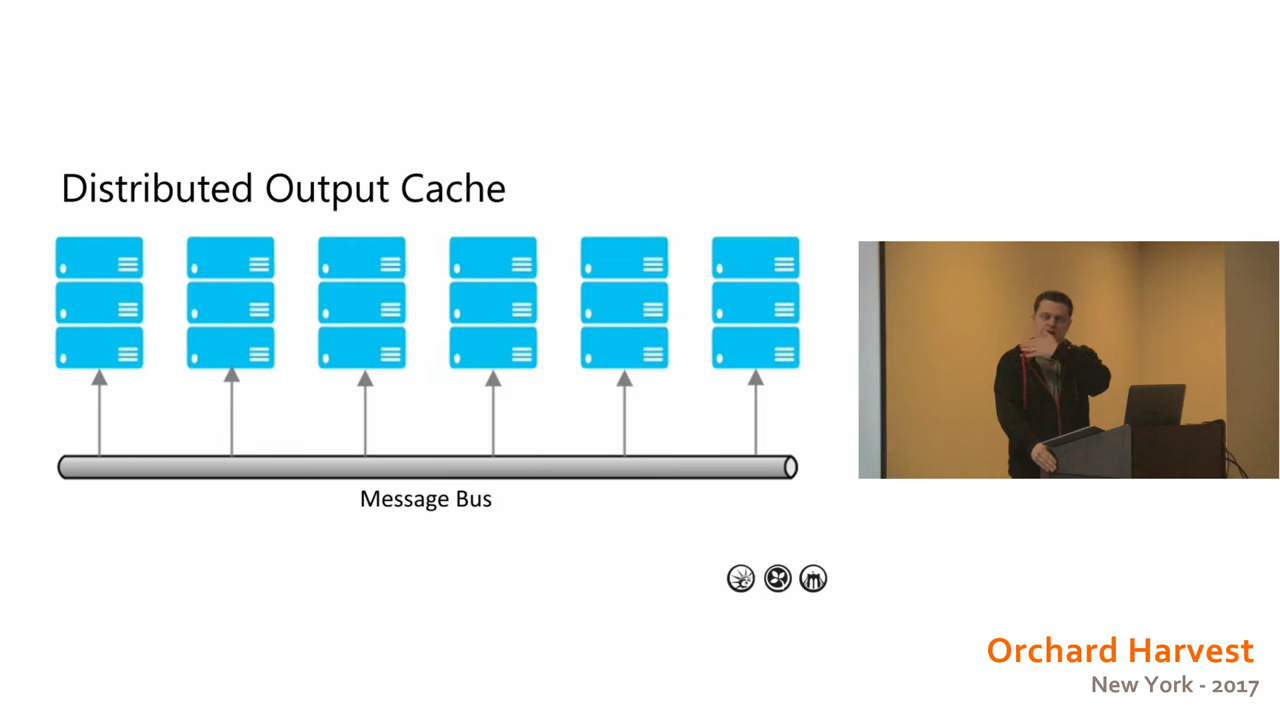 Distributed Output Cache
Message Bus
Orchard Harvest
New York - 2017